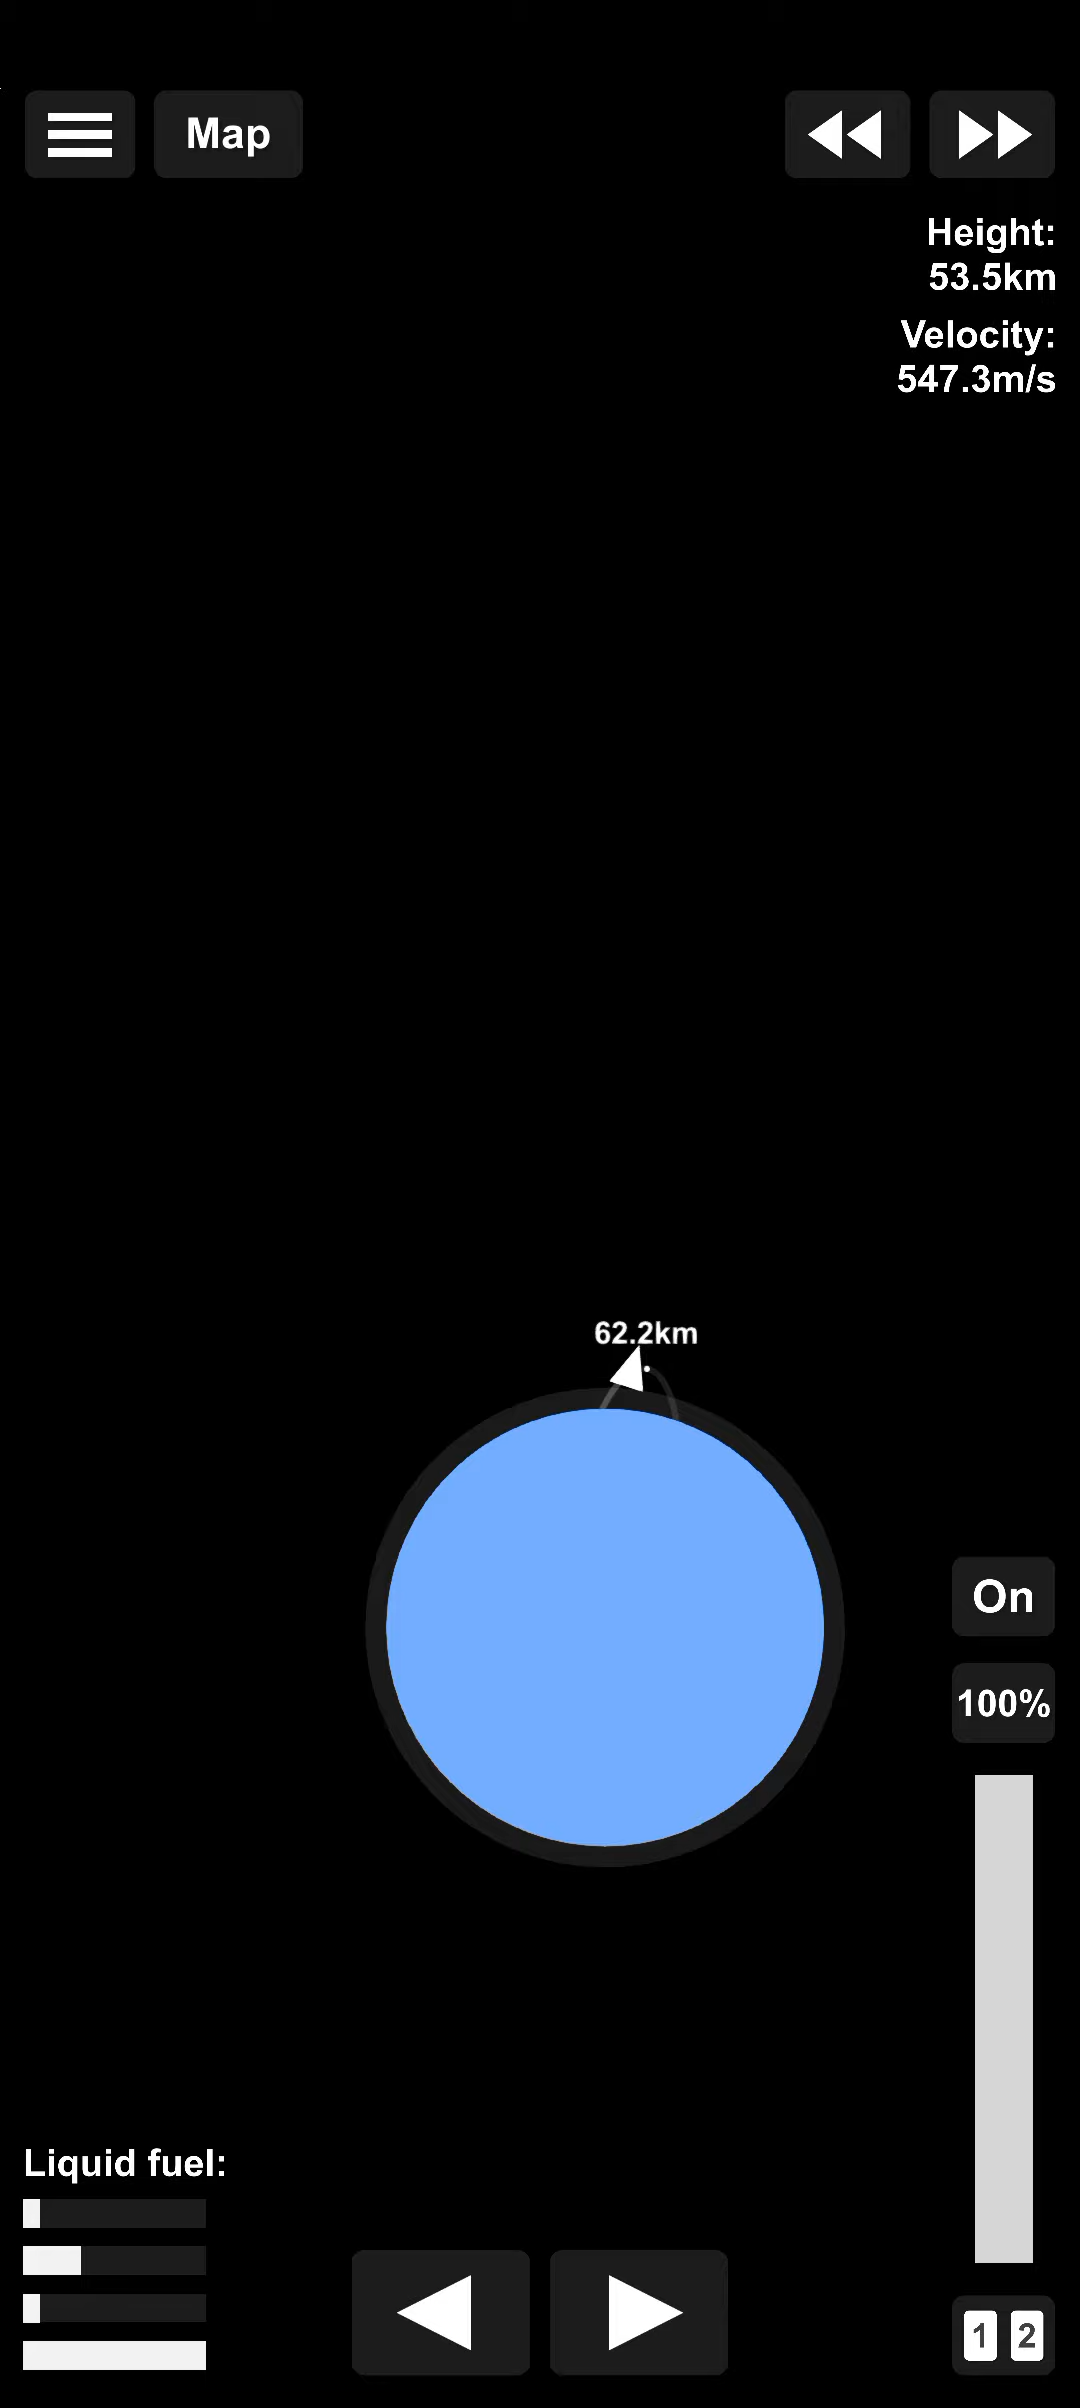 Map
Height:
53.5km
Velocity:
547.3m/s
62.2km
On
100%
Liquid fuel:
1 2